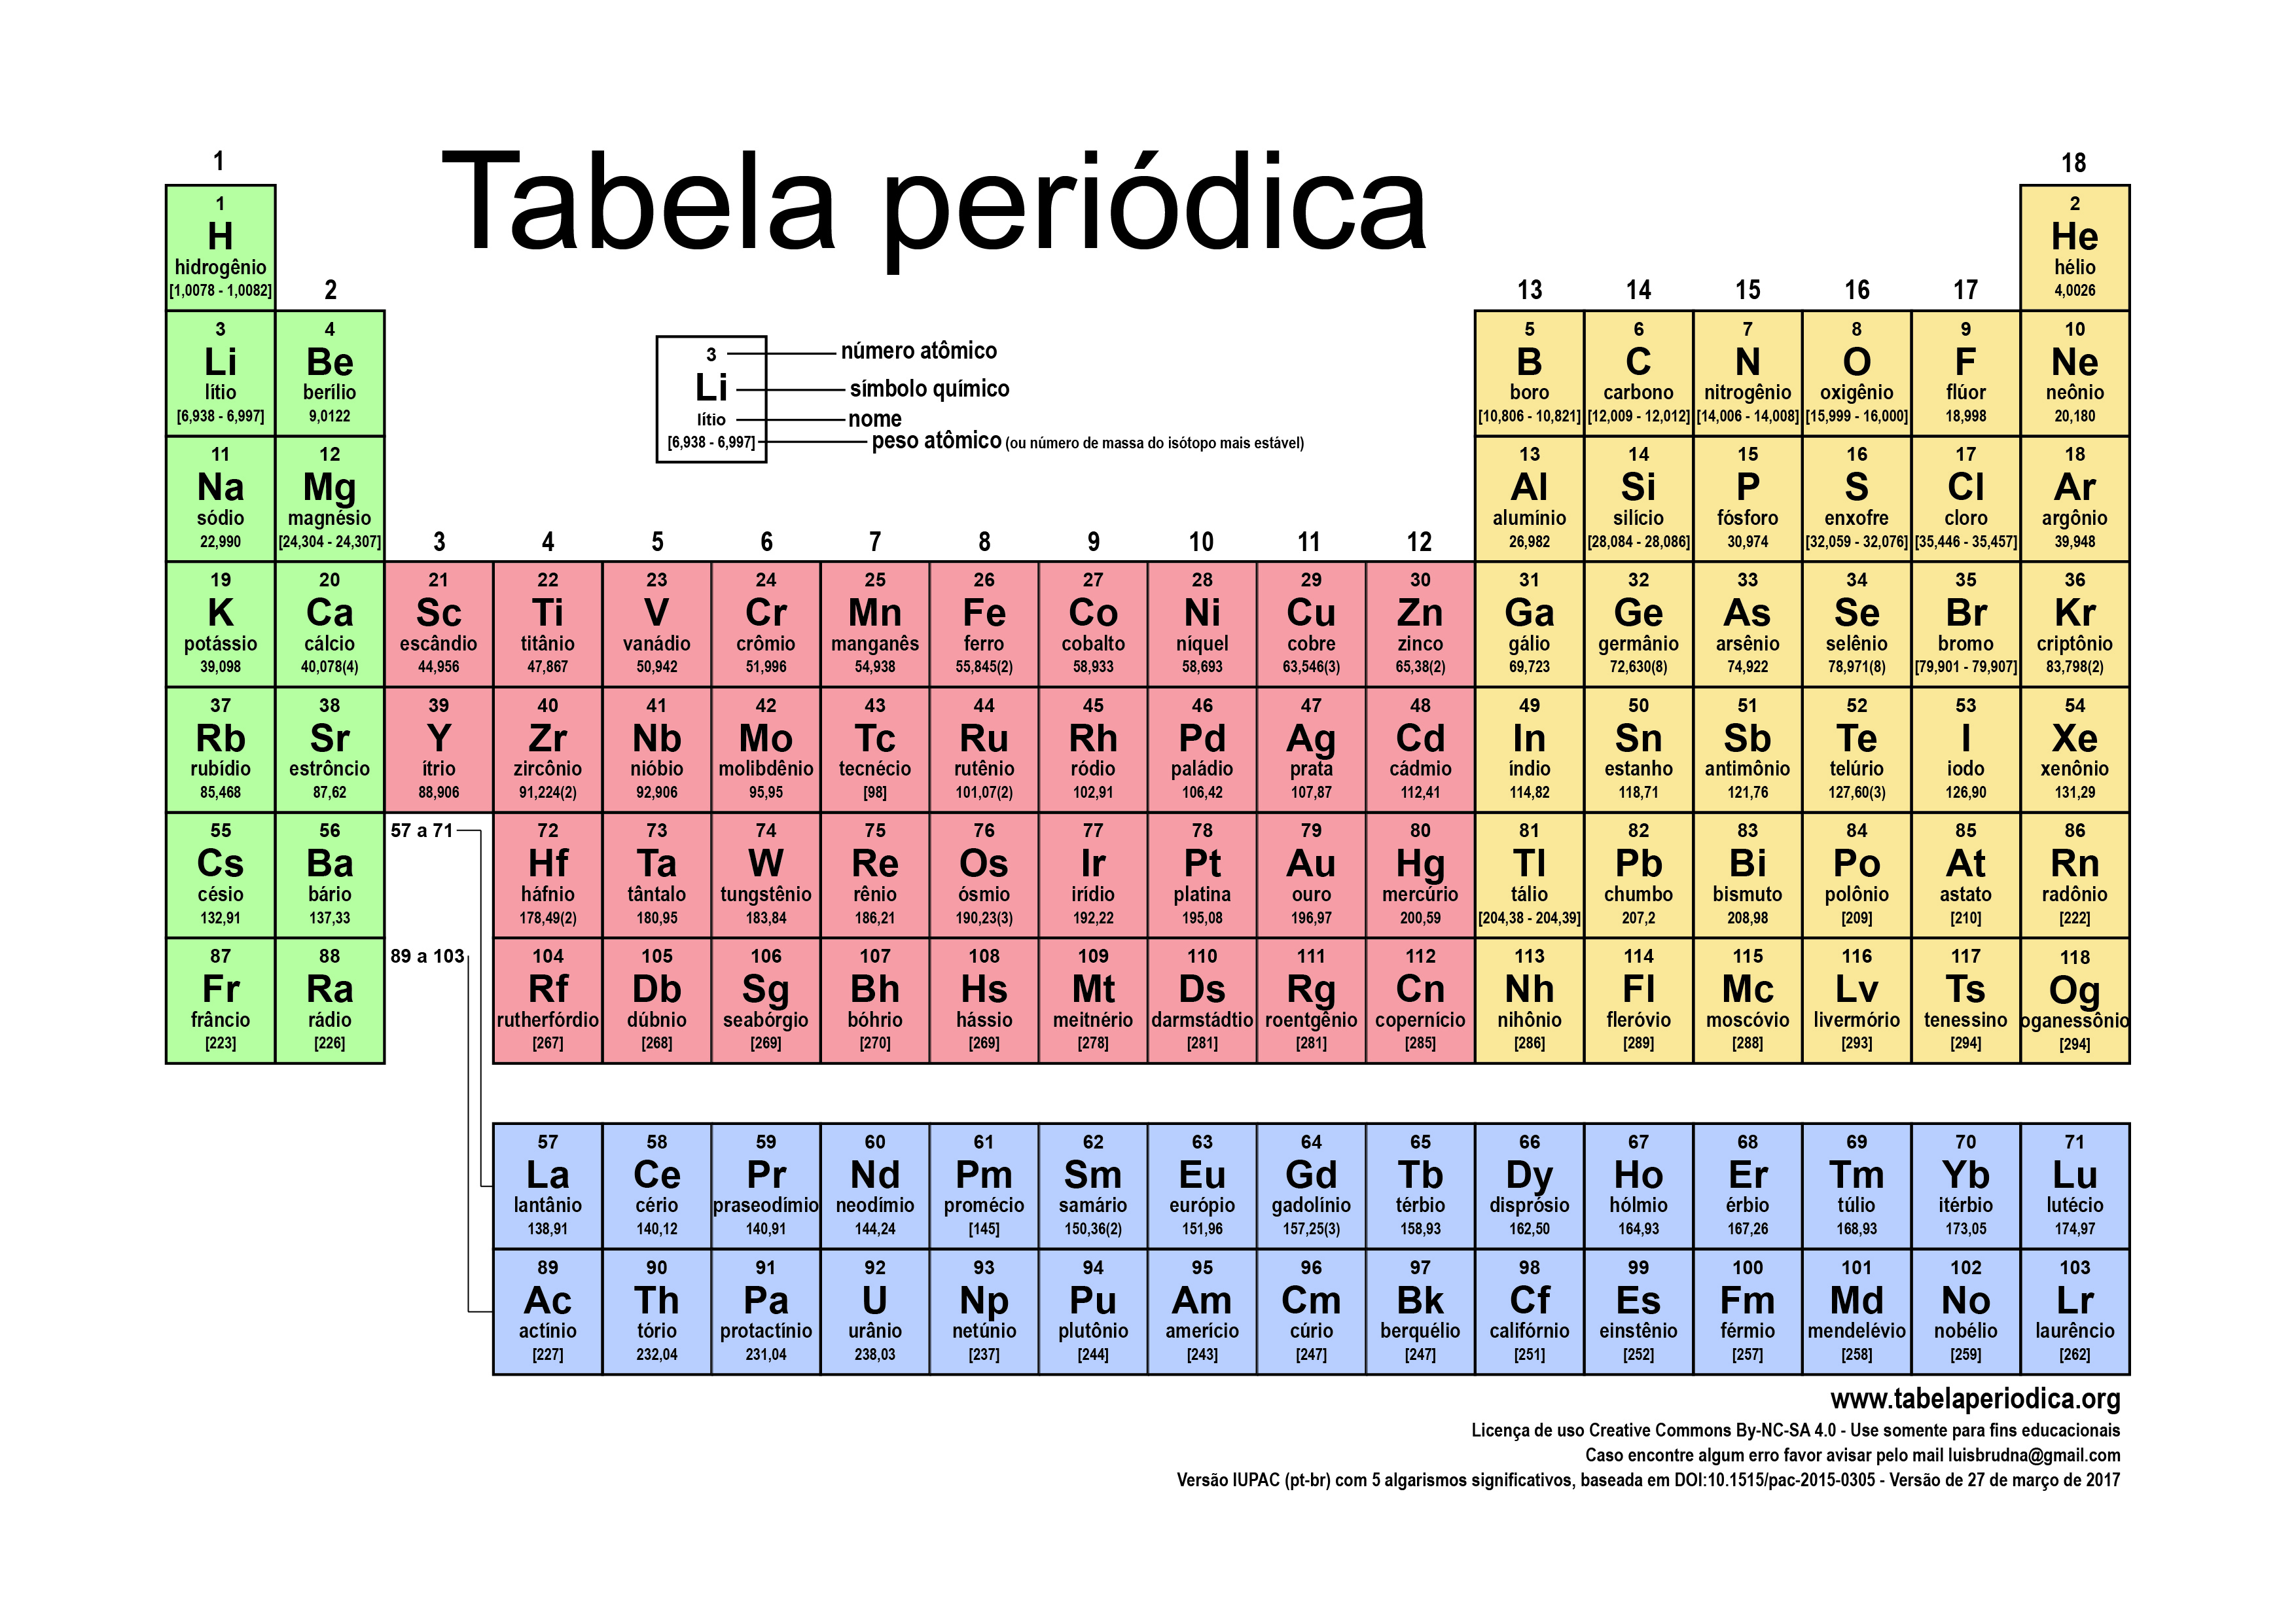 Tabela periódica
1
18
1
H
hidrogênio
[1,0078 - 1,0082]
2
He
hélio
4,0026
2
13 14 15 16 17
3
Li
lítio
[6,938 - 6,997]
4
Be
berílio
9,0122
3
Li
lítio
[6,938 - 6,997]
número atômico
símbolo químico
nome
peso atômico (ou número de massa do isótopo mais estável)
5 6 7 8 9 10
B C N O F Ne
boro carbono nitrogênio oxigênio flúor neônio
[10,806 - 10,821] [12,009 - 12,012] [14,006 - 14,008] [15,999 - 16,000] 18,998 20,180
11 12 13 14 15 16 17 18
Na Mg Al Si P S Cl Ar
sódio magnésio alumínio silício fósforo enxofre cloro argônio
22,990 [24,304 - 24,307] 26,982 [28,084 - 28,086] 30,974 [32,059 - 32,076] [35,446 - 35,457] 39,948
3 4 5 6 7 8 9 10 11 12
19 20 21 22 23 24 25 26 27 28 29 30 31 32 33 34 35 36
K Ca Sc Ti V Cr Mn Fe Co Ni Cu Zn Ga Ge As Se Br Kr
potássio cálcio escândio titânio vanádio crômio manganês ferro cobalto níquel cobre zinco gálio germânio arsênio selênio bromo criptônio
39,098 40,078(4) 44,956 47,867 50,942 51,996 54,938 55,845(2) 58,933 58,693 63,546(3) 65,38(2) 69,723 72,630(8) 74,922 78,971(8) [79,901 - 79,907] 83,798(2)
37 38 39 40 41 42 43 44 45 46 47 48 49 50 51 52 53 54
Rb Sr Y Zr Nb Mo Tc Ru Rh Pd Ag Cd In Sn Sb Te I Xe
rubídio estrôncio ítrio zircônio nióbio molibdênio tecnécio rutênio ródio paládio prata cádmio índio estanho antimônio telúrio iodo xenônio
85,468 87,62 88,906 91,224(2) 92,906 95,95 [98] 101,07(2) 102,91 106,42 107,87 112,41 114,82 118,71 121,76 127,60(3) 126,90 131,29
55 56 57 a 71 72 73 74 75 76 77 78 79 80 81 82 83 84 85 86
Cs Ba Hf Ta W Re Os Ir Pt Au Hg Tl Pb Bi Po At Rn
césio bário háfnio tântalo tungstênio rênio ósmio irídio platina ouro mercúrio tálio chumbo bismuto polônio astato radônio
132,91 137,33 178,49(2) 180,95 183,84 186,21 190,23(3) 192,22 195,08 196,97 200,59 [204,38 - 204,39] 207,2 208,98 [209] [210] [222]
87 88 89 a 103 104 105 106 107 108 109 110 111 112 113 114 115 116 117 118
Fr Ra Rf Db Sg Bh Hs Mt Ds Rg Cn Nh Fl Mc Lv Ts Og
frâncio rádio rutherfórdio dúbnio seabórgio bóhrio hássio meitnério darmstádtio roentgênio copernício nihônio fleróvio moscóvio livermório tenessino oganessônio
[223] [226] [267] [268] [269] [270] [269] [278] [281] [281] [285] [286] [289] [288] [293] [294] [294]
57 58 59 60 61 62 63 64 65 66 67 68 69 70 71
La Ce Pr Nd Pm Sm Eu Gd Tb Dy Ho Er Tm Yb Lu
lantânio cério praseodímio neodímio promécio samário európio gadolínio térbio disprósio hólmio érbio túlio itérbio lutécio
138,91 140,12 140,91 144,24 [145] 150,36(2) 151,96 157,25(3) 158,93 162,50 164,93 167,26 168,93 173,05 174,97
89 90 91 92 93 94 95 96 97 98 99 100 101 102 103
Ac Th Pa U Np Pu Am Cm Bk Cf Es Fm Md No Lr
actínio tório protactínio urânio netúnio plutônio amerício cúrio berquélio califórnio einstênio férmio mendelévio nobélio laurêncio
[227] 232,04 231,04 238,03 [237] [244] [243] [247] [247] [251] [252] [257] [258] [259] [262]
www.tabelaperiodica.org
Licença de uso Creative Commons By-NC-SA 4.0 - Use somente para fins educacionais
Caso encontre algum erro favor avisar pelo mail luisbrudna@gmail.com
Versão IUPAC (pt-br) com 5 algarismos significativos, baseada em DOI:10.1515/pac-2015-0305 - Versão de 27 de março de 2017